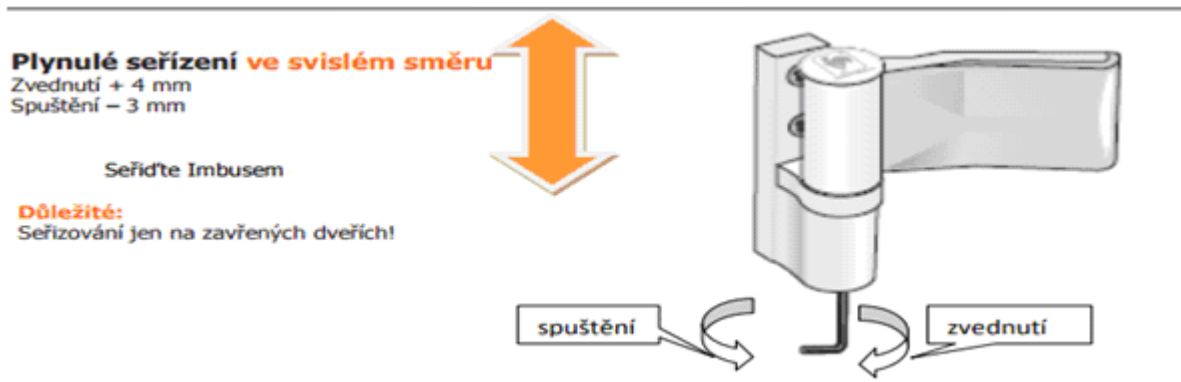 Plynulé seřízení ve svislém směru
Zvednutí + 4 mm
Spuštění – 3 mm
Seřiďte Imbusem
Důležité:
Seřizování jen na zavřených dveřích!
spuštění
zvednutí